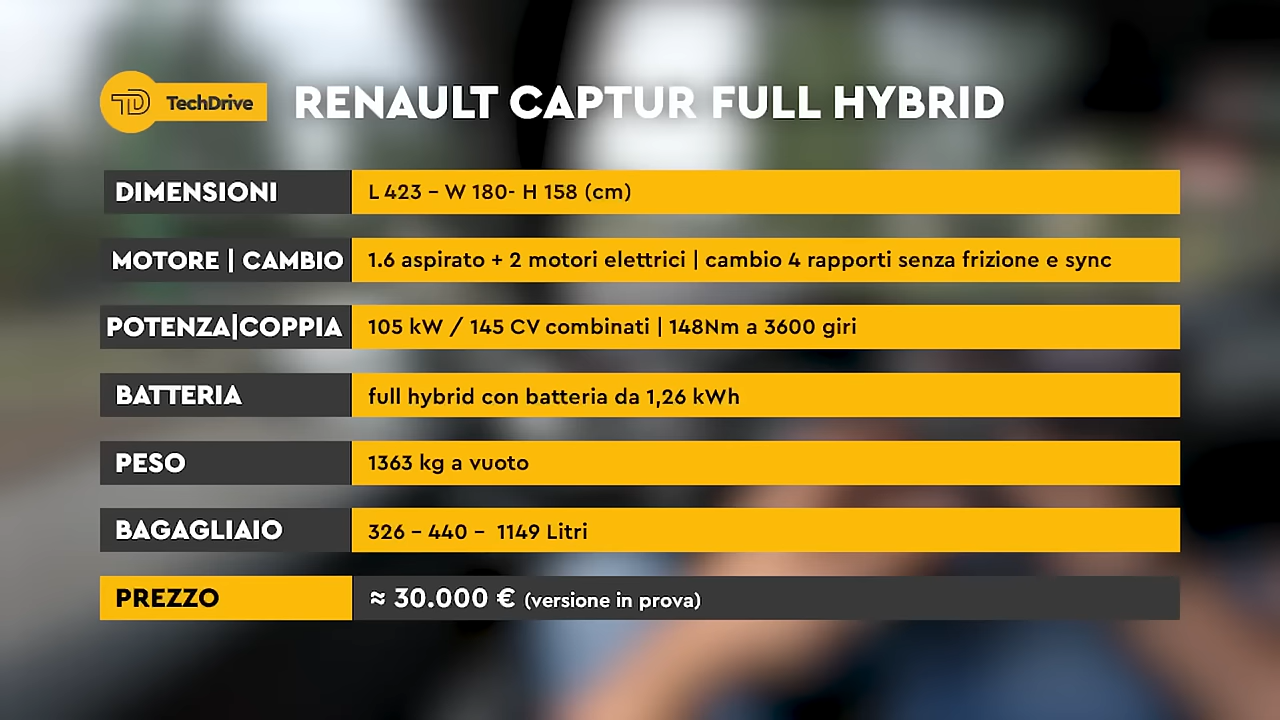 TD TechDrive RENAULT CAPTUR FULL HYBRID
DIMENSIONI L 423 – W 180- H 158 (cm)
MOTORE | CAMBIO 1.6 aspirato + 2 motori elettrici | cambio 4 rapporti senza frizione e sync
POTENZA|COPPIA 105 kW / 145 CV combinati | 148Nm a 3600 giri
BATTERIA full hybrid con batteria da 1,26 kWh
PESO 1363 kg a vuoto
BAGAGLIAIO 326 – 440 – 1149 Litri
PREZZO ≈ 30.000 € (versione in prova)